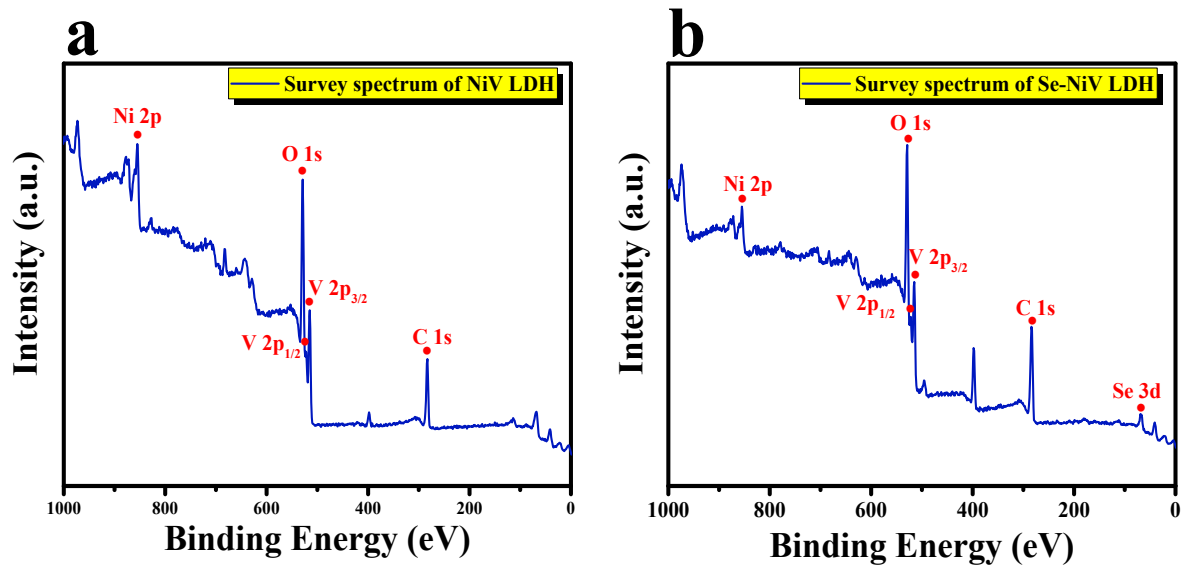 a
Survey spectrum of NiV LDH
Ni 2p
O 1s
V 2p3/2
V 2p1/2
C 1s
Intensity (a.u.)
1000 800 600 400 200 0
Binding Energy (eV)
b
Survey spectrum of Se-NiV LDH
O 1s
Ni 2p
V 2p3/2
V 2p1/2
C 1s
Se 3d
Intensity (a.u.)
1000 800 600 400 200 0
Binding Energy (eV)